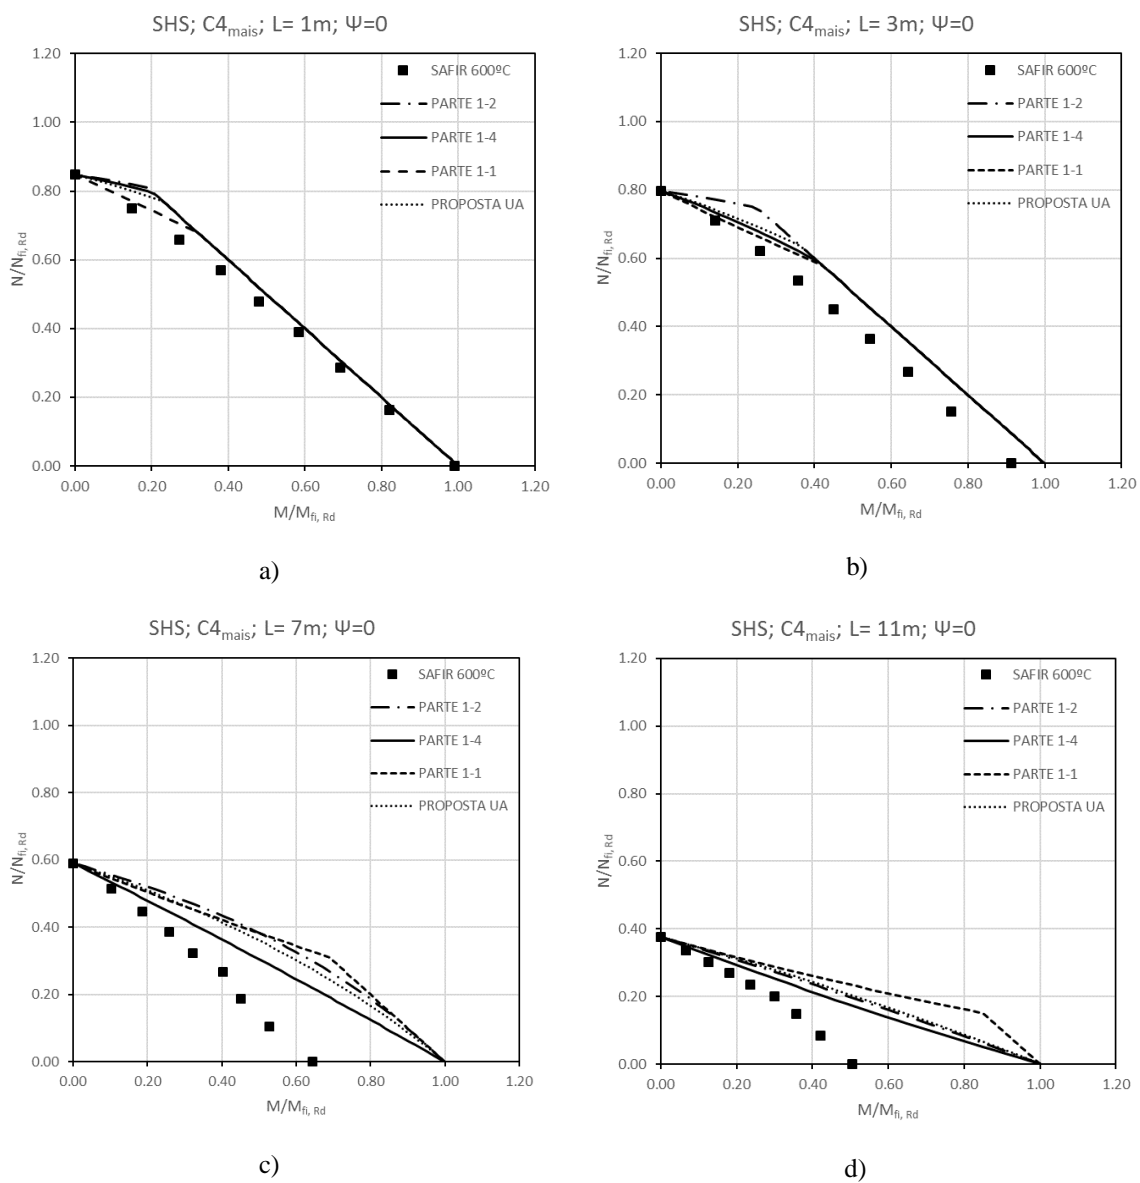 SHS; C4mais; L= 1m; Ψ=0
1.20
1.00
0.80
0.60
0.40
0.20
0.00
N/Nfi, Rd
0.00 0.20 0.40 0.60 0.80 1.00 1.20
M/Mfi, Rd
SAFIR 600ºC
PARTE 1-2
PARTE 1-4
PARTE 1-1
PROPOSTA UA
a)
SHS; C4mais; L= 3m; Ψ=0
1.20
1.00
0.80
0.60
0.40
0.20
0.00
N/Nfi, Rd
0.00 0.20 0.40 0.60 0.80 1.00 1.20
M/Mfi, Rd
SAFIR 600ºC
PARTE 1-2
PARTE 1-4
PARTE 1-1
PROPOSTA UA
b)
SHS; C4mais; L= 7m; Ψ=0
1.20
1.00
0.80
0.60
0.40
0.20
0.00
N/Nfi, Rd
0.00 0.20 0.40 0.60 0.80 1.00 1.20
M/Mfi, Rd
SAFIR 600ºC
PARTE 1-2
PARTE 1-4
PARTE 1-1
PROPOSTA UA
c)
SHS; C4mais; L= 11m; Ψ=0
1.20
1.00
0.80
0.60
0.40
0.20
0.00
N/Nfi, Rd
0.00 0.20 0.40 0.60 0.80 1.00 1.20
M/Mfi, Rd
SAFIR 600ºC
PARTE 1-2
PARTE 1-4
PARTE 1-1
PROPOSTA UA
d)